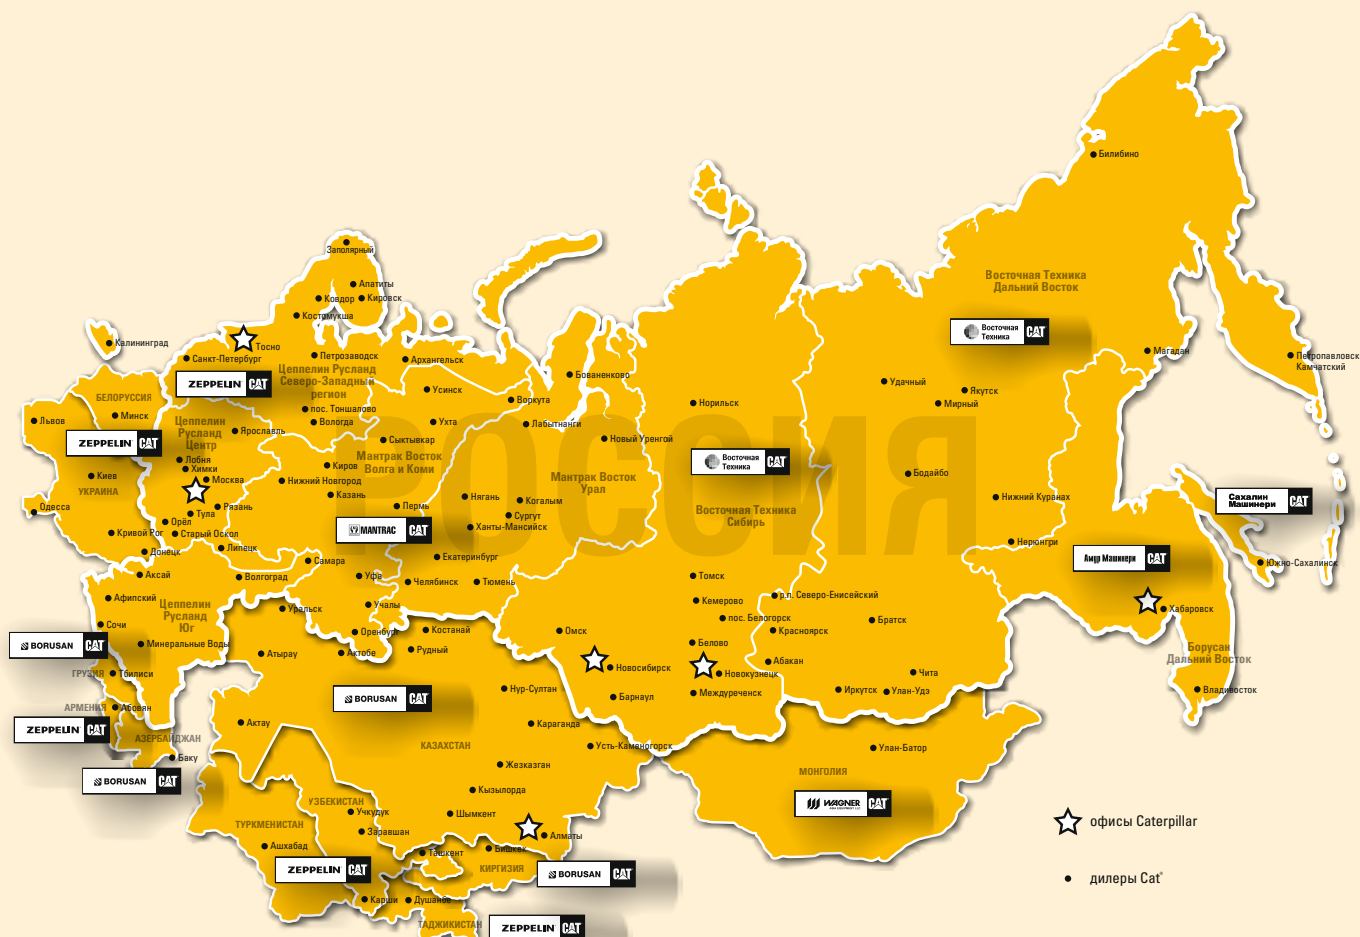 Билибино
Заполярный
Апатиты
Ковдор
Кировск
Костомукша
Восточная Техника
Дальний Восток
Восточная
Техника
CAT
Калининград
Тосно
Санкт-Петербург
Петрозаводск
Архангельск
Магадан
Петропавловск
Камчатский
Цеппелин Русланд
Северо-Западный
регион
ZEPPELIN CAT
Бованенково
Удачный
Якутск
Мирный
БЕЛОРУССИЯ
Усинск
Воркута
Норильск
Минск
Львов
пос. Тоншалово
Вологда
Ухта
Лабытнанги
РОССИЯ
Цеппелин
Русланд
Центр
Ярославль
ZEPPELIN CAT
Сыктывкар
Новый Уренгой
Мантрак Восток
Волга и Коми
Лобня
Химки
Москва
Киров
Восточная
Техника
CAT
Киев
УКРАИНА
Нижний Новгород
Казань
Мантрак Восток
Урал
Бодайбо
Нижний Куранах
Одесса
Рязань
Тула
Пермь
Нягань
Когалым
Сургут
Ханты-Мансийск
Восточная Техника
Сибирь
Сахалин
Машинери
CAT
Орёл
Старый Оскол
Кривой Рог
MANTRAC CAT
Донецк
Липецк
Самара
Екатеринбург
Нерюнгри
Амур Машинери CAT
Южно-Сахалинск
Аксай
Волгоград
Уфа
Челябинск
Тюмень
Томск
Афипский
Цеппелин
Русланд
Юг
Уральск
Учалы
Кемерово
р.п. Северо-Енисейский
Хабаровск
Сочи
Оренбург
Костанай
Омск
пос. Белогорск
Красноярск
Братск
BORUSAN CAT
Минеральные Воды
Атырау
Актобе
Рудный
Белово
Борусан
Дальний Восток
ГРУЗИЯ
Тбилиси
Новосибирск
Новокузнецк
Абакан
Чита
Нур-Султан
Барнаул
Междуреченск
Иркутск
Улан-Удэ
Владивосток
BORUSAN CAT
АРМЕНИЯ
Абовян
ZEPPELIN CAT
Актау
Караганда
АЗЕРБАЙДЖАН
КАЗАХСТАН
Усть-Каменогорск
Улан-Батор
Баку
Жезказган
МОНГОЛИЯ
BORUSAN CAT
Кызылорда
УЗБЕКИСТАН
Учкудук
Шымкент
WAGNER
CAT
ТУРКМЕНИСТАН
Заравшан
Алматы
офисы Caterpillar
Ашхабад
Ташкент
Бишкек
ZEPPELIN CAT
КИРГИЗИЯ
BORUSAN CAT
дилеры Cat®
Карши
Душанбе
ТАДЖИКИСТАН
ZEPPELIN CAT